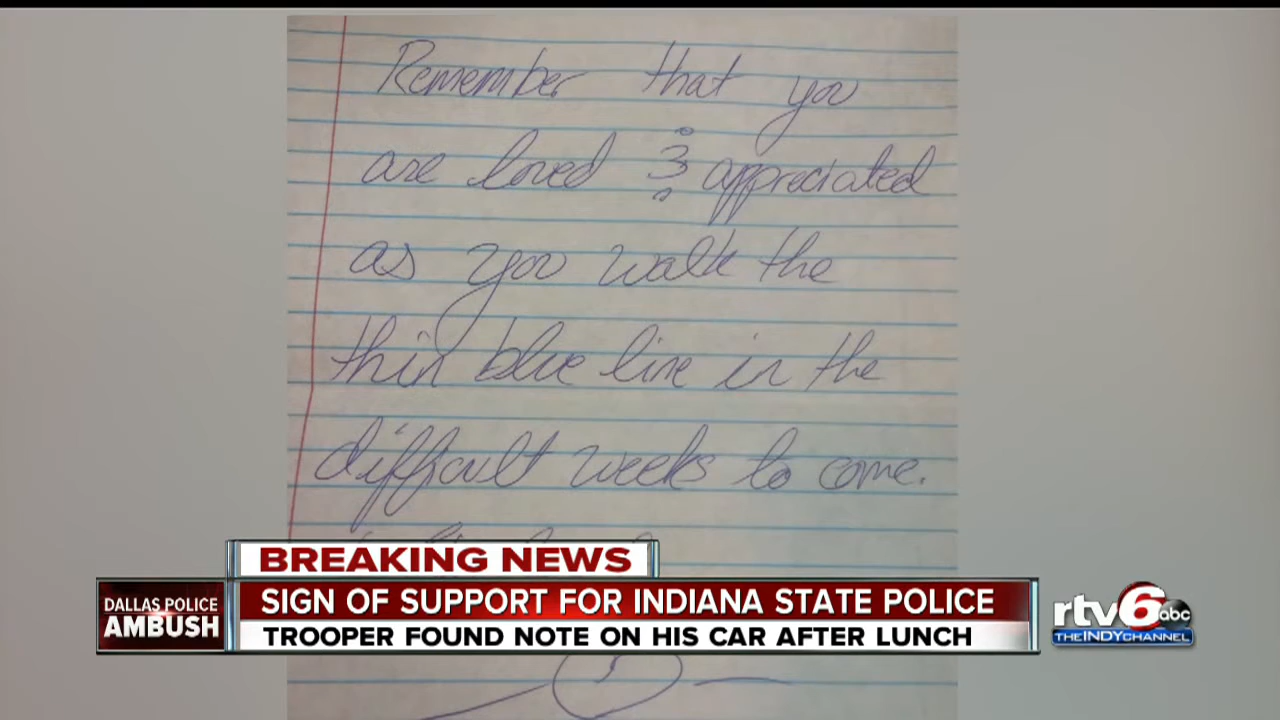 Remember that you
are loved & appreciated
as you walk the
thin blue line in the
difficult weeks to come.
BREAKING NEWS
DALLAS POLICE
AMBUSH
SIGN OF SUPPORT FOR INDIANA STATE POLICE
TROOPER FOUND NOTE ON HIS CAR AFTER LUNCH
rtv6 abc
THE INDY CHANNEL